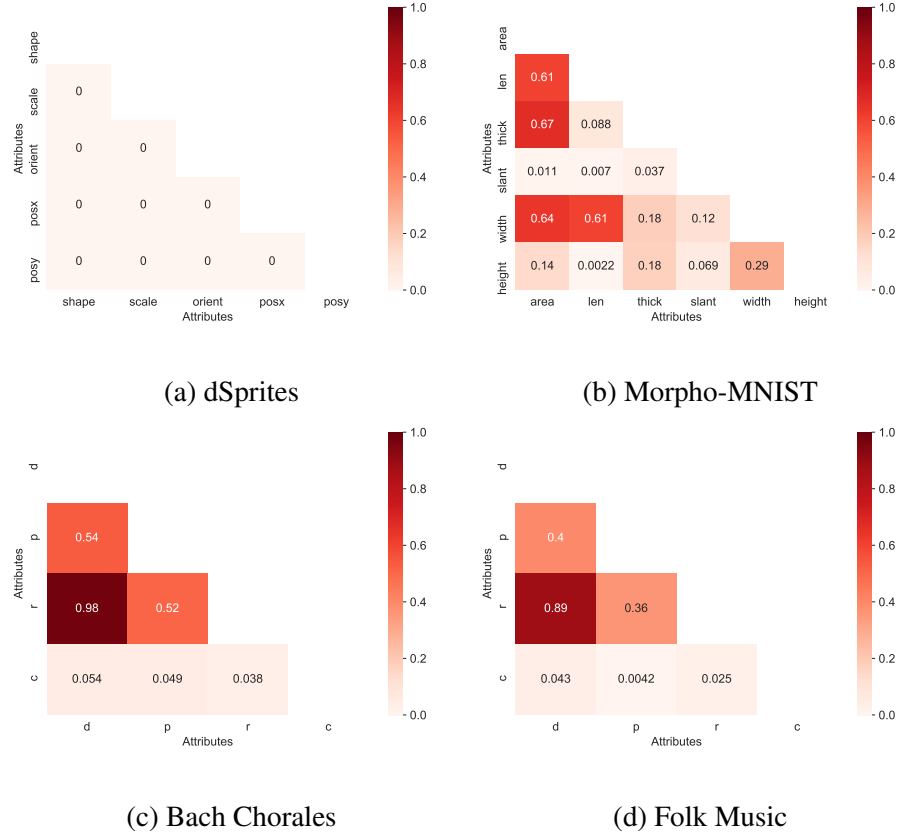 shape
scale
orient
posx
posy
Attributes
0
0 0
0 0 0
0 0 0 0
shape scale orient posx posy
Attributes
1.0
0.8
0.6
0.4
0.2
0.0
(a) dSprites
area
len
thick
slant
width
height
Attributes
0.61
0.67 0.088
0.011 0.007 0.037
0.64 0.61 0.18 0.12
0.14 0.0022 0.18 0.069 0.29
area len thick slant width height
Attributes
1.0
0.8
0.6
0.4
0.2
0.0
(b) Morpho-MNIST
d
p
r
c
Attributes
0.54
0.98 0.52
0.054 0.049 0.038
d p r c
Attributes
1.0
0.8
0.6
0.4
0.2
0.0
(c) Bach Chorales
d
p
r
c
Attributes
0.4
0.89 0.36
0.043 0.0042 0.025
d p r c
Attributes
1.0
0.8
0.6
0.4
0.2
0.0
(d) Folk Music